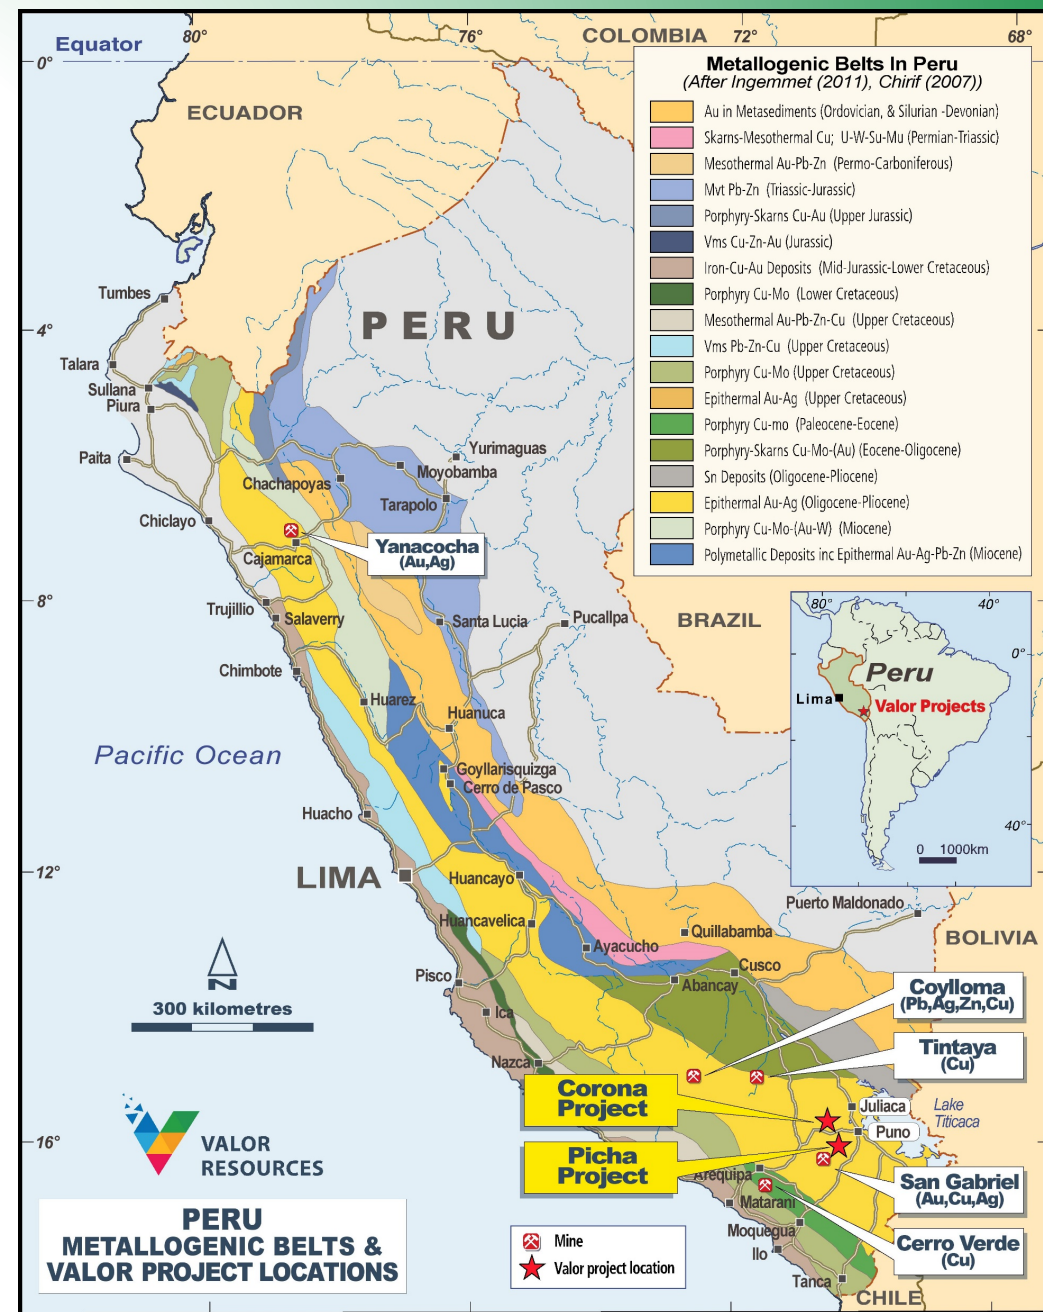 80°
76°
COLOMBIA
72°
68°
Equator
0°
ECUADOR
Metallogenic Belts In Peru
(After Ingemmet (2011), Chirif (2007))
Au in Metasediments (Ordovician, & Silurian -Devonian)
Skarns-Mesothermal Cu; U-W-Su-Mu (Permian-Triassic)
Mesothermal Au-Pb-Zn (Permo-Carboniferous)
Mvt Pb-Zn (Triassic-Jurassic)
Porphyry-Skarns Cu-Au (Upper Jurassic)
Vms Cu-Zn-Au (Jurassic)
Iron-Cu-Au Deposits (Mid-Jurassic-Lower Cretaceous)
Porphyry Cu-Mo (Lower Cretaceous)
Mesothermal Au-Pb-Zn-Cu (Upper Cretaceous)
Vms Pb-Zn-Cu (Upper Cretaceous)
Porphyry Cu-Mo (Upper Cretaceous)
Epithermal Au-Ag (Upper Cretaceous)
Porphyry Cu-mo (Paleocene-Eocene)
Porphyry-Skarns Cu-Mo-(Au) (Eocene-Oligocene)
Sn Deposits (Oligocene-Pliocene)
Epithermal Au-Ag (Oligocene-Pliocene)
Porphyry Cu-Mo-(Au-W) (Miocene)
Polymetallic Deposits inc Epithermal Au-Ag-Pb-Zn (Miocene)
Tumbes
4°
PERU
Talara
Sullana
Piura
Paita
Yurimaguas
Moyobamba
Chachapoyas
Tarapolo
Chiclayo
Yanacocha
(Au,Ag)
Cajamarca
8°
Trujillio
Salaverry
Santa Lucia
Pucallpa
BRAZIL
Chimbote
Huarez
Huanuca
Pacific Ocean
Goyllarisquizga
Cerro de Pasco
Huacho
80°
40°
0°
Peru
Lima
Valor Projects
40°
0 1000km
12°
LIMA
Huancayo
Huancavelica
Puerto Maldonado
Quillabamba
BOLIVIA
Ayacucho
Cusco
Pisco
Abancay
N
300 kilometres
Ica
Nazca
Coylloma
(Pb,Ag,Zn,Cu)
Tintaya
(Cu)
Corona
Project
Juliaca
Lake
Titicaca
Puno
16°
Picha
Project
Arequipa
San Gabriel
(Au,Cu,Ag)
Matarani
Moquegua
Ilo
Cerro Verde
(Cu)
Tanca
CHILE
VALOR
RESOURCES
PERU
METALLOGENIC BELTS &
VALOR PROJECT LOCATIONS
Mine
Valor project location